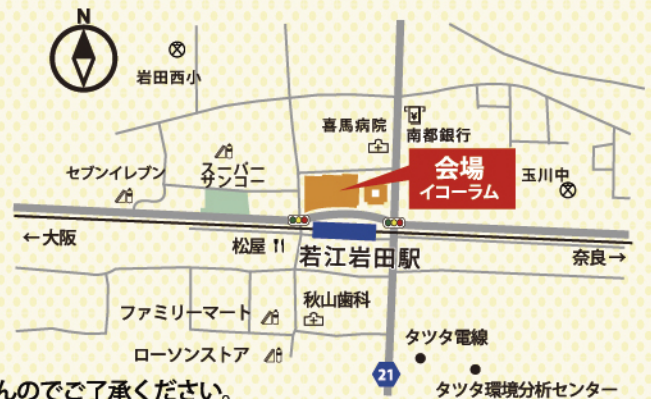 N
岩田西小
喜馬病院
南都銀行
セブンイレブン
スーパー
サンコー
会場
イコーラム
玉川中
←大阪
松屋
若江岩田駅
奈良→
ファミリーマート
秋山歯科
ローソンストア
タツタ電線
21
タツタ環境分析センター
んのでご了承ください。